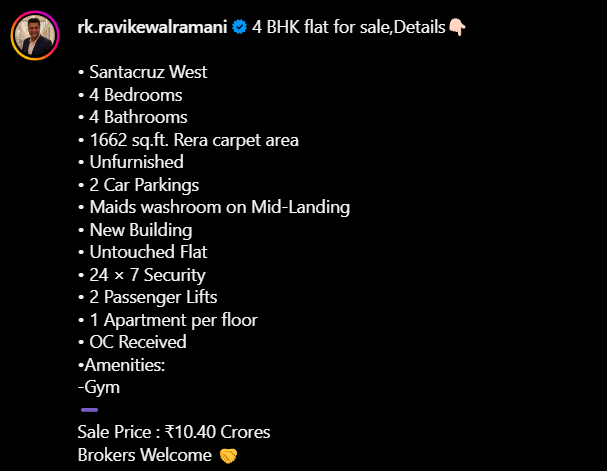 rk.ravikewalramani 4 BHK flat for sale,Details👇🏻
• Santacruz West
• 4 Bedrooms
• 4 Bathrooms
• 1662 sq.ft. Rera carpet area
• Unfurnished
• 2 Car Parkings
• Maids washroom on Mid-Landing
• New Building
• Untouched Flat
• 24 × 7 Security
• 2 Passenger Lifts
• 1 Apartment per floor
• OC Received
•Amenities:
-Gym
➖
Sale Price : ₹10.40 Crores
Brokers Welcome 🤝